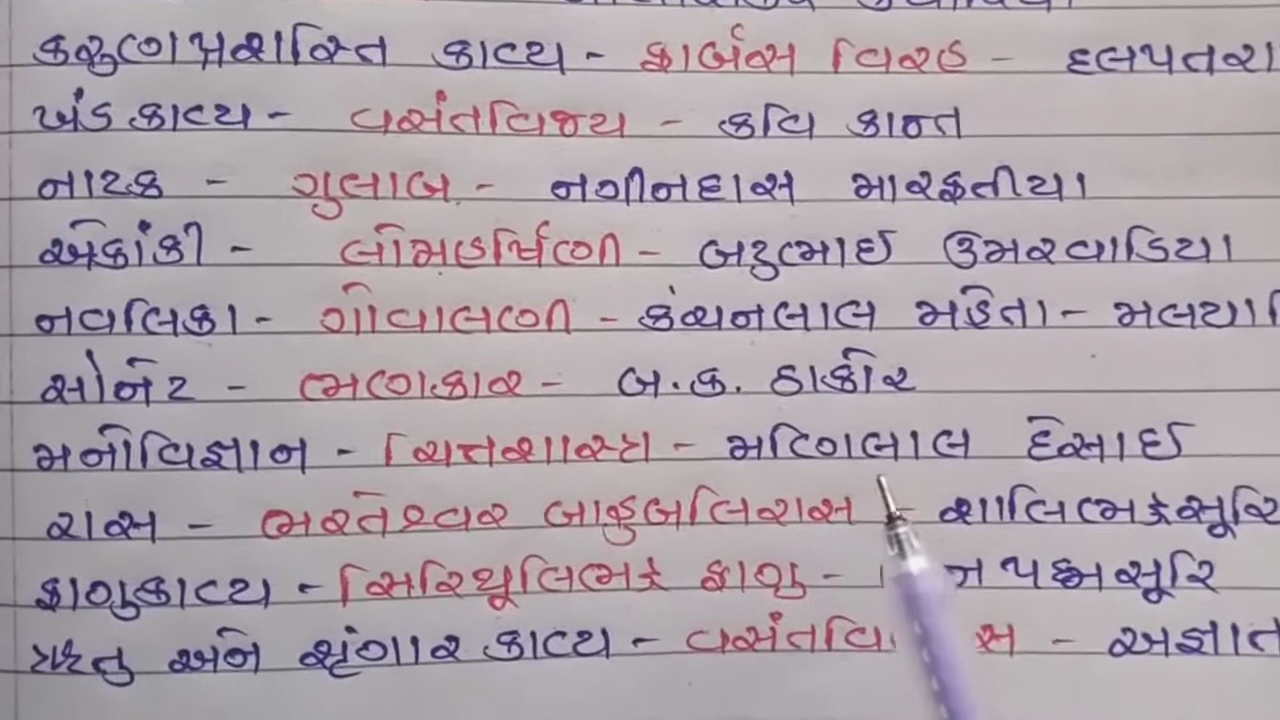 કરુણપ્રશસ્તિ કાવ્ય - ફાર્બસ વિરહ - દલપતરા
ખંડકાવ્ય - વસંતવિજય - કવિ કાન્ત
નાટક - ગુલાબ - નગીનદાસ મારફતીયા
એકાંકી - લોમહર્ષિણી - બટુભાઈ ઉમરવાડિયા
નવલિકા - ગોવાલણી - કંચનલાલ મહેતા - મલયા
સોનેટ - ભણકાર - બ.ક. ઠાકોર
મનોવિજ્ઞાન - ચિત્તશાસ્ત્ર - મણિલાલ દેસાઈ
રાસ - ભરતેશ્વર બાહુબલિરાસ - શાલિભદ્રસૂરિ
ફાગુકાવ્ય - સિરિથૂલિભદ્ર ફાગુ - ન પદ્મસૂરિ
ઋતુ અને શૃંગાર કાવ્ય - વસંતવિ સ - અજ્ઞાત